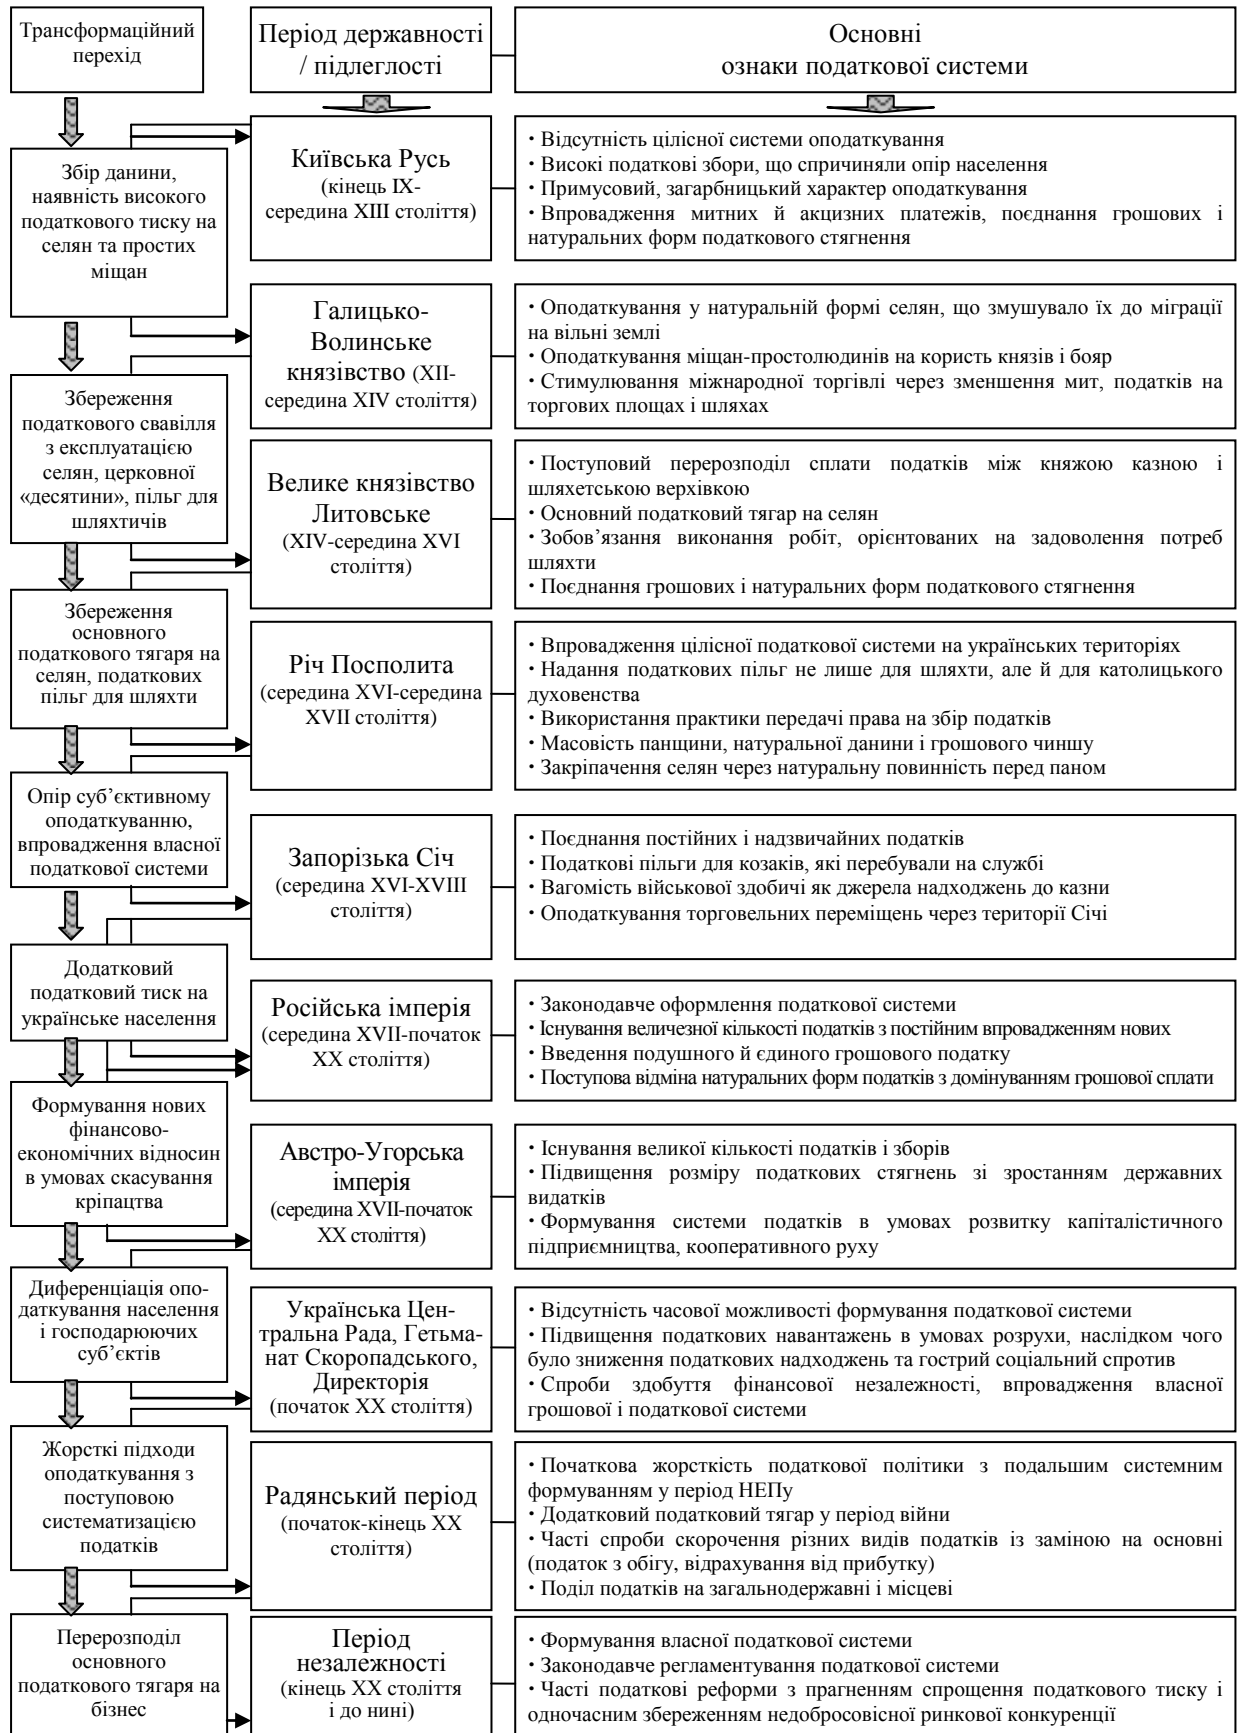 Трансформаційний
перехід
Період державності
/ підлеглості
Основні
ознаки податкової системи
Збір данини,
наявність високого
податкового тиску на
селян та простих
міщан
Київська Русь
(кінець IX-
середина XIII століття)
· Відсутність цілісної системи оподаткування
· Високі податкові збори, що спричиняли опір населення
· Примусовий, загарбницький характер оподаткування
· Впровадження митних й акцизних платежів, поєднання грошових і
натуральних форм податкового стягнення
Галицько-
Волинське
князівство (XII-
середина XIV століття)
· Оподаткування у натуральній формі селян, що змушувало їх до міграції
на вільні землі
· Оподаткування міщан-простолюдинів на користь князів і бояр
· Стимулювання міжнародної торгівлі через зменшення мит, податків на
торгових площах і шляхах
Збереження
податкового свавілля
з експлуатацією
селян, церковної
«десятини», пільг для
шляхтичів
Велике князівство
Литовське
(XIV-середина XVI
століття)
· Поступовий перерозподіл сплати податків між княжою казною і
шляхетською верхівкою
· Основний податковий тягар на селян
· Зобов’язання виконання робіт, орієнтованих на задоволення потреб
шляхти
· Поєднання грошових і натуральних форм податкового стягнення
Збереження
основного
податкового тягаря на
селян, податкових
пільг для шляхти
Річ Посполита
(середина XVI-середина
XVII століття)
· Впровадження цілісної податкової системи на українських територіях
· Надання податкових пільг не лише для шляхти, але й для католицького
духовенства
· Використання практики передачі права на збір податків
· Масовість панщини, натуральної данини і грошового чиншу
· Закріпачення селян через натуральну повинність перед паном
Опір суб’єктивному
оподаткуванню,
впровадження власної
податкової системи
Запорізька Січ
(середина XVI-XVIII
століття)
· Поєднання постійних і надзвичайних податків
· Податкові пільги для козаків, які перебували на службі
· Вагомість військової здобичі як джерела надходжень до казни
· Оподаткування торговельних переміщень через території Січі
Додатковий
податковий тиск на
українське населення
Російська імперія
(середина XVII-початок
XX століття)
· Законодавче оформлення податкової системи
· Існування величезної кількості податків з постійним впровадженням нових
· Введення подушного й єдиного грошового податку
· Поступова відміна натуральних форм податків з домінуванням грошової сплати
Формування нових
фінансово-
економічних відносин
в умовах скасування
кріпацтва
Австро-Угорська
імперія
(середина XVII-початок
XX століття)
· Існування великої кількості податків і зборів
· Підвищення розміру податкових стягнень зі зростанням державних
видатків
· Формування системи податків в умовах розвитку капіталістичного
підприємництва, кооперативного руху
Диференціація опо-
даткування населення
і господарюючих
суб’єктів
Українська Цен-
тральна Рада, Гетьма-
нат Скоропадського,
Директорія
(початок XX століття)
· Відсутність часової можливості формування податкової системи
· Підвищення податкових навантажень в умовах розрухи, наслідком чого
було зниження податкових надходжень та гострий соціальний спротив
· Спроби здобуття фінансової незалежності, впровадження власної
грошової і податкової системи
Жорсткі підходи
оподаткування з
поступовою
систематизацією
податків
Радянський період
(початок-кінець XX
століття)
· Початкова жорсткість податкової політики з подальшим системним
формуванням у період НЕПу
· Додатковий податковий тягар у період війни
· Часті спроби скорочення різних видів податків із заміною на основні
(податок з обігу, відрахування від прибутку)
· Поділ податків на загальнодержавні і місцеві
Перерозподіл
основного
податкового тягаря на
бізнес
Період
незалежності
(кінець XX століття
і до нині)
· Формування власної податкової системи
· Законодавче регламентування податкової системи
· Часті податкові реформи з прагненням спрощення податкового тиску і
одночасним збереженням недобросовісної ринкової конкуренції